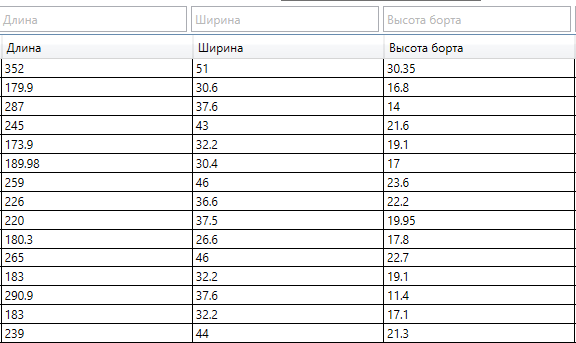 Длина Ширина Высота борта
Длина Ширина Высота борта
352 51 30.35
179.9 30.6 16.8
287 37.6 14
245 43 21.6
173.9 32.2 19.1
189.98 30.4 17
259 46 23.6
226 36.6 22.2
220 37.5 19.95
180.3 26.6 17.8
265 46 22.7
183 32.2 19.1
290.9 37.6 11.4
183 32.2 17.1
239 44 21.3